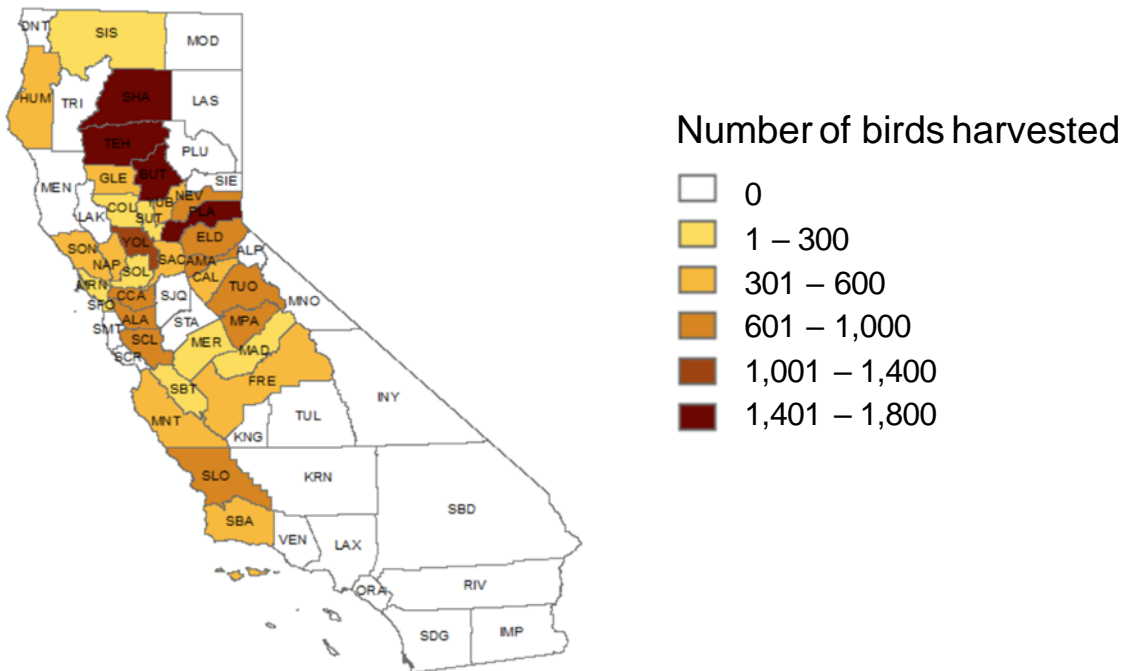 DNT
SIS
MOD
HUM
TRI
SHA
LAS
TEH
PLU
MEN
GLE
BUT
SIE
LAK
COL
SUT
YUB
NEV
PLA
YOL
ELD
SON
NAP
SOL
SAC
AMA
ALP
MRN
CAL
SFO
CCA
SJQ
TUO
MNO
SMT
ALA
STA
MPA
SCL
SCR
MER
MAD
SBT
FRE
INY
MNT
TUL
KNG
SLO
KRN
SBA
SBD
VEN
LAX
ORA
RIV
SDG
IMP
Number of birds harvested
0
1 – 300
301 – 600
601 – 1,000
1,001 – 1,400
1,401 – 1,800